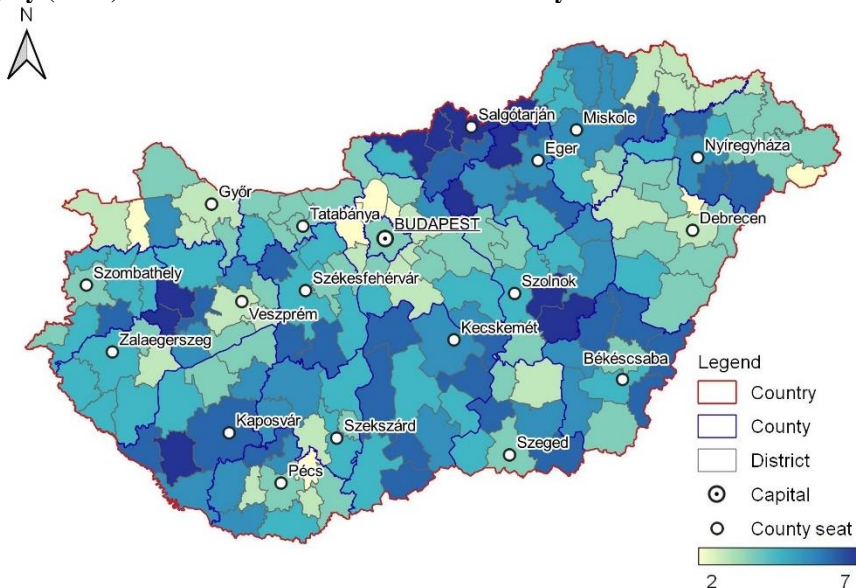 N
Salgótarján
Miskolc
Nyíregyháza
Eger
Győr
Tatabánya
BUDAPEST
Debrecen
Szombathely
Székesfehérvár
Szolnok
Veszprém
Kecskemét
Zalaegerszeg
Békéscsaba
Kaposvár
Szekszárd
Szeged
Pécs
Legend
Country
County
District
Capital
County seat
2 7